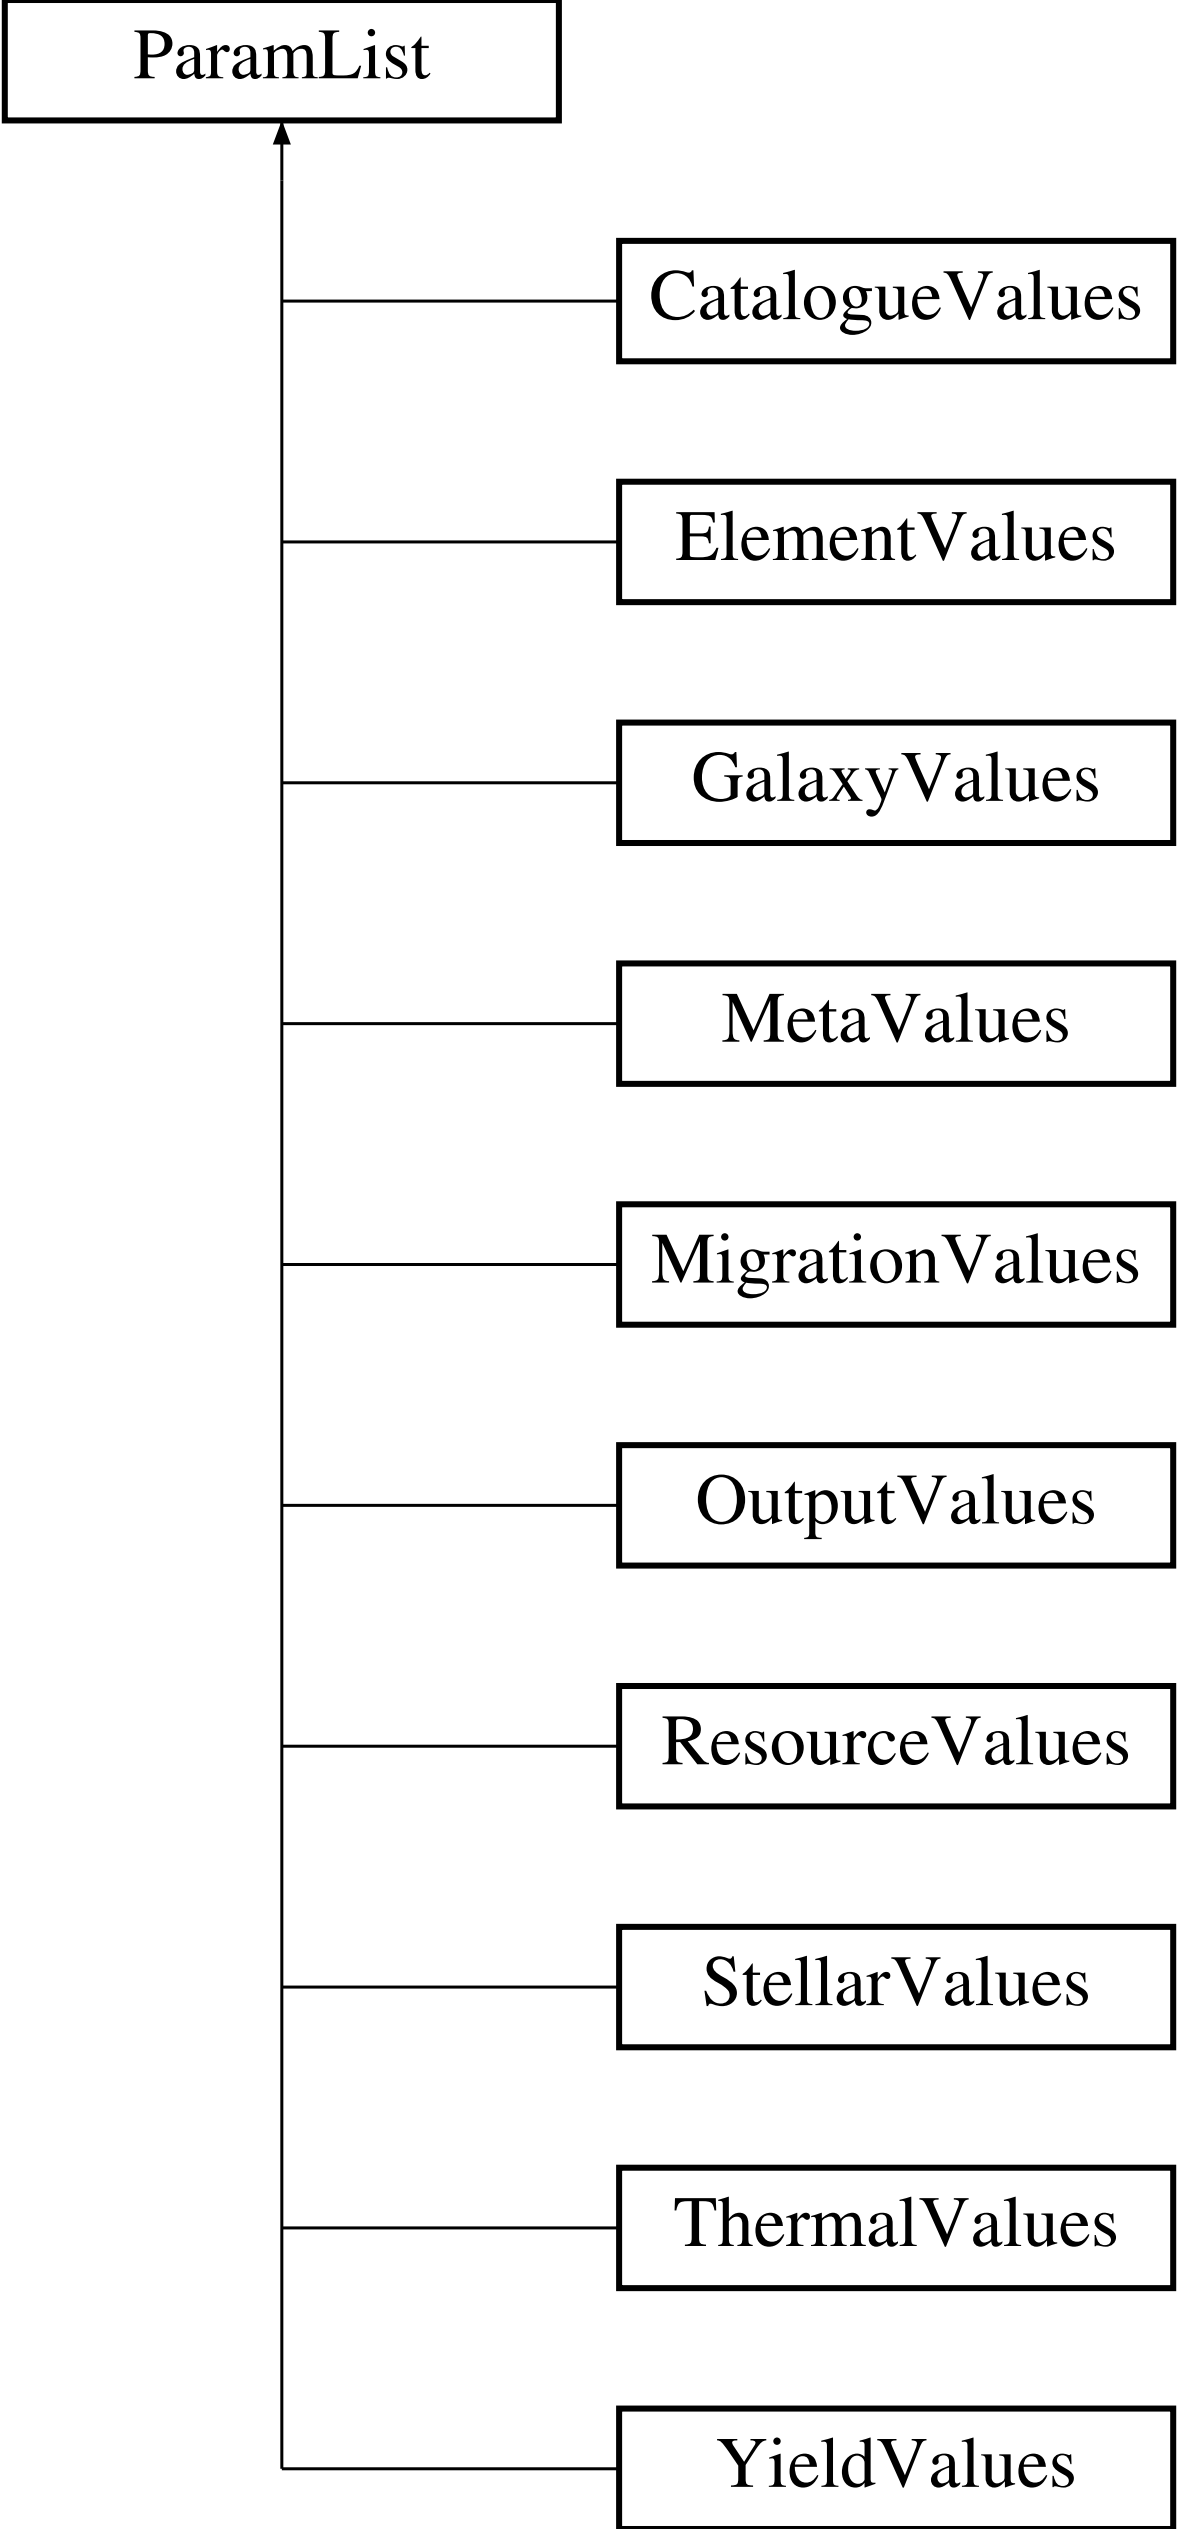 ParamList
CatalogueValues
ElementValues
GalaxyValues
MetaValues
MigrationValues
OutputValues
ResourceValues
StellarValues
ThermalValues
YieldValues